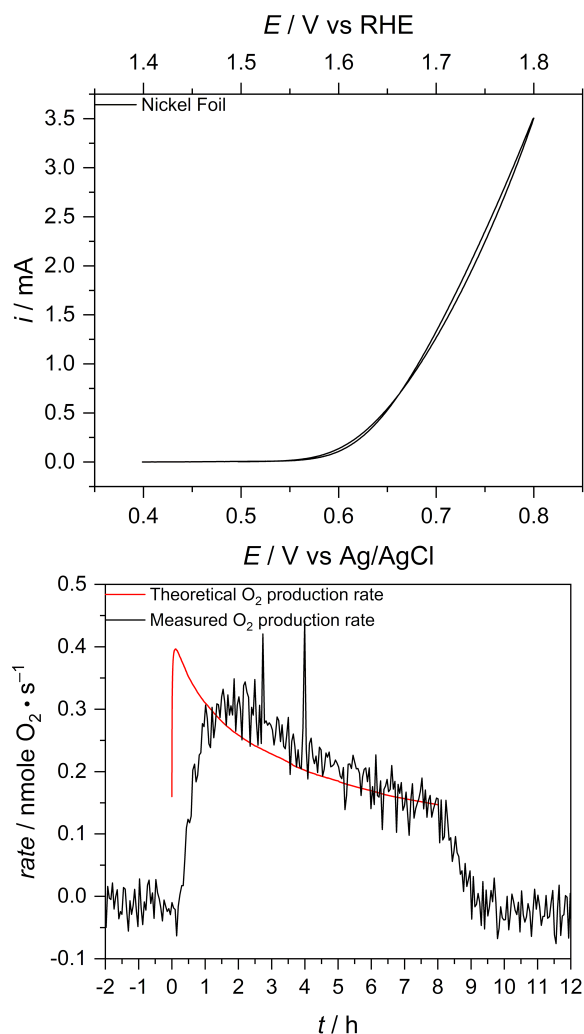 E / V vs RHE
1.4 1.5 1.6 1.7 1.8
Nickel Foil
3.5
3.0
2.5
2.0
1.5
1.0
0.5
0.0
i / mA
0.4 0.5 0.6 0.7 0.8
E / V vs Ag/AgCl
0.5
Theoretical O₂ production rate
Measured O₂ production rate
0.4
0.3
0.2
0.1
0.0
-0.1
rate / nmole O₂ • s⁻¹
-2 -1 0 1 2 3 4 5 6 7 8 9 10 11 12
t / h